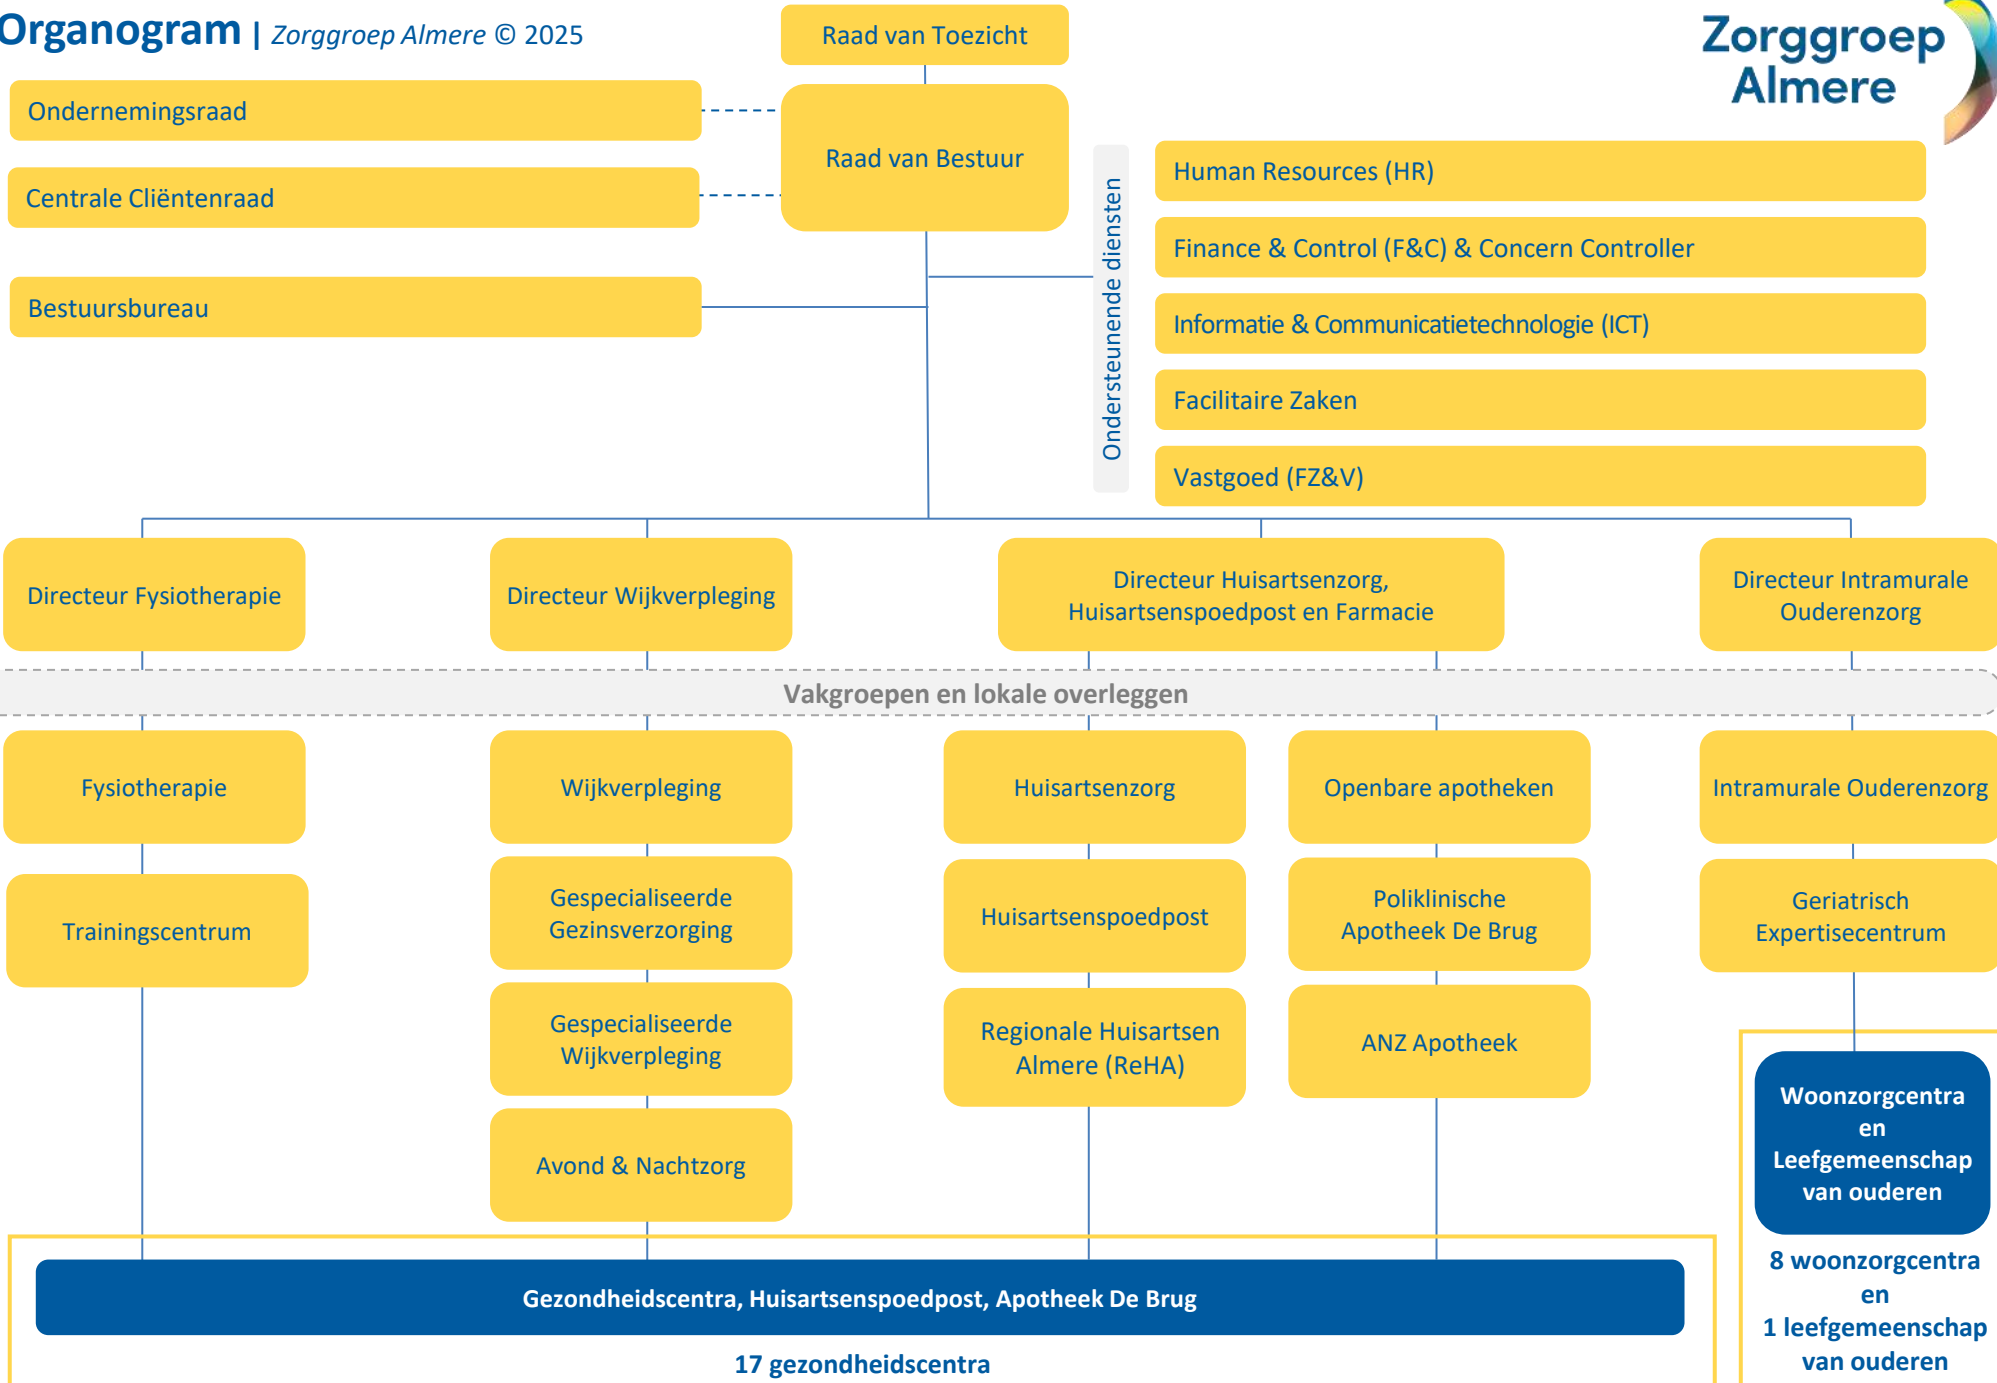 Organogram | Zorggroep Almere © 2025
Zorggroep
Almere
Raad van Toezicht
Ondernemingsraad
Raad van Bestuur
Centrale Cliëntenraad
Bestuursbureau
Ondersteunende diensten
Human Resources (HR)
Finance & Control (F&C) & Concern Controller
Informatie & Communicatietechnologie (ICT)
Facilitaire Zaken
Vastgoed (FZ&V)
Directeur Fysiotherapie
Directeur Wijkverpleging
Directeur Huisartsenzorg,
Huisartsenspoedpost en Farmacie
Directeur Intramurale
Ouderenzorg
Vakgroepen en lokale overleggen
Fysiotherapie
Wijkverpleging
Huisartsenzorg
Openbare apotheken
Intramurale Ouderenzorg
Trainingscentrum
Gespecialiseerde
Gezinsverzorging
Huisartsenspoedpost
Poliklinische
Apotheek De Brug
Geriatrisch
Expertisecentrum
Gespecialiseerde
Wijkverpleging
Regionale Huisartsen
Almere (ReHA)
ANZ Apotheek
Avond & Nachtzorg
Woonzorgcentra
en
Leefgemeenschap
van ouderen
Gezondheidscentra, Huisartsenspoedpost, Apotheek De Brug
17 gezondheidscentra
8 woonzorgcentra
en
1 leefgemeenschap
van ouderen